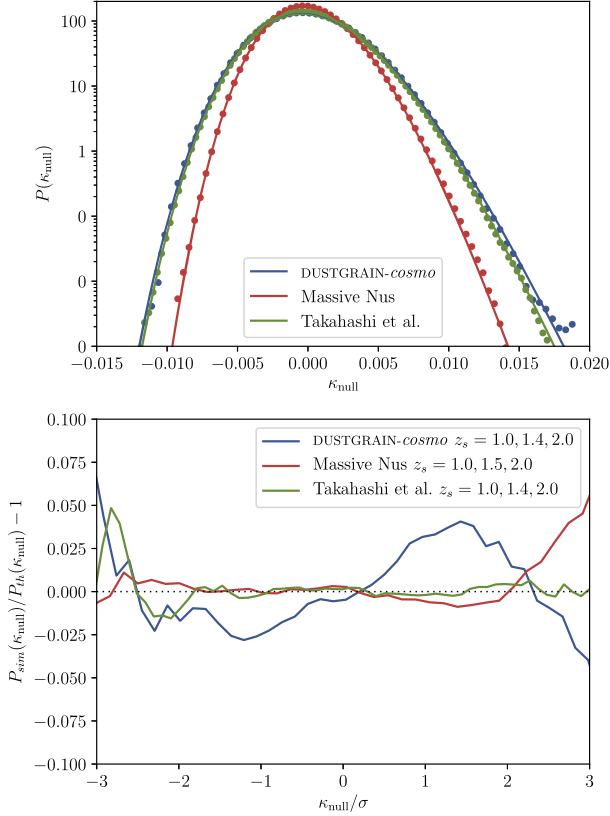 100
10
1
0
0
0
P(κnull)
DUSTGRAIN-cosmo
Massive Nus
Takahashi et al.
−0.015 −0.010 −0.005 0.000 0.005 0.010 0.015 0.020
κnull
0.100
0.075
0.050
0.025
0.000
−0.025
−0.050
−0.075
−0.100
Psim(κnull)/Pth(κnull) − 1
DUSTGRAIN-cosmo zs = 1.0, 1.4, 2.0
Massive Nus zs = 1.0, 1.5, 2.0
Takahashi et al. zs = 1.0, 1.4, 2.0
−3 −2 −1 0 1 2 3
κnull/σ